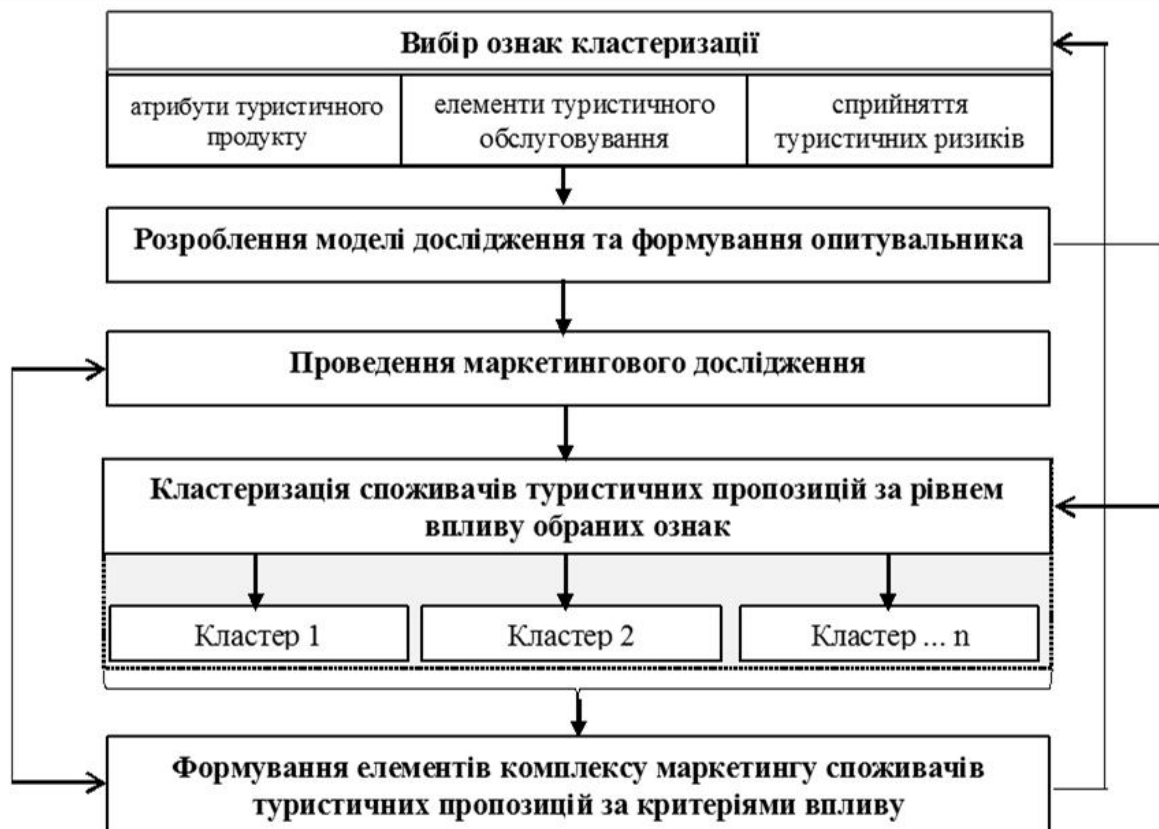 Вибір ознак кластеризації
атрибути туристичного
продукту
елементи туристичного
обслуговування
сприйняття
туристичних ризиків
Розроблення моделі дослідження та формування опитувальника
Проведення маркетингового дослідження
Кластеризація споживачів туристичних пропозицій за рівнем
впливу обраних ознак
Кластер 1
Кластер 2
Кластер ... n
Формування елементів комплексу маркетингу споживачів
туристичних пропозицій за критеріями впливу